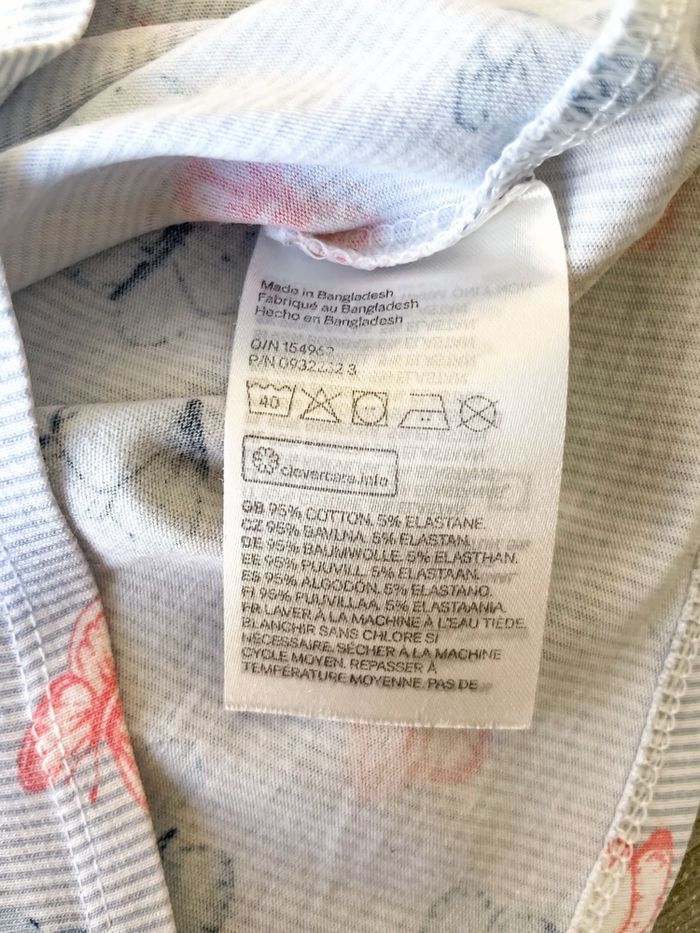 Made in Bangladesh
Fabriqué au Bangladesh
Hecho en Bangladesh
O/N
P/N
40
clevercare.info
GB 95% COTTON, 5% ELASTANE.
CZ 95% BAVLNA, 5% ELASTAN.
DE 95% BAUMWOLLE, 5% ELASTHAN.
EE 95% PUUVILL, 5% ELASTAAN.
ES 95% ALGODÓN, 5% ELASTANO.
FI 95% PUUVILLAA, 5% ELASTAANIA.
FR LAVER À LA MACHINE À L'EAU TIÈDE.
BLANCHIR SANS CHLORE SI
NÉCESSAIRE. SÉCHER À LA MACHINE
CYCLE MOYEN. REPASSER À
TEMPÉRATURE MOYENNE. PAS DE